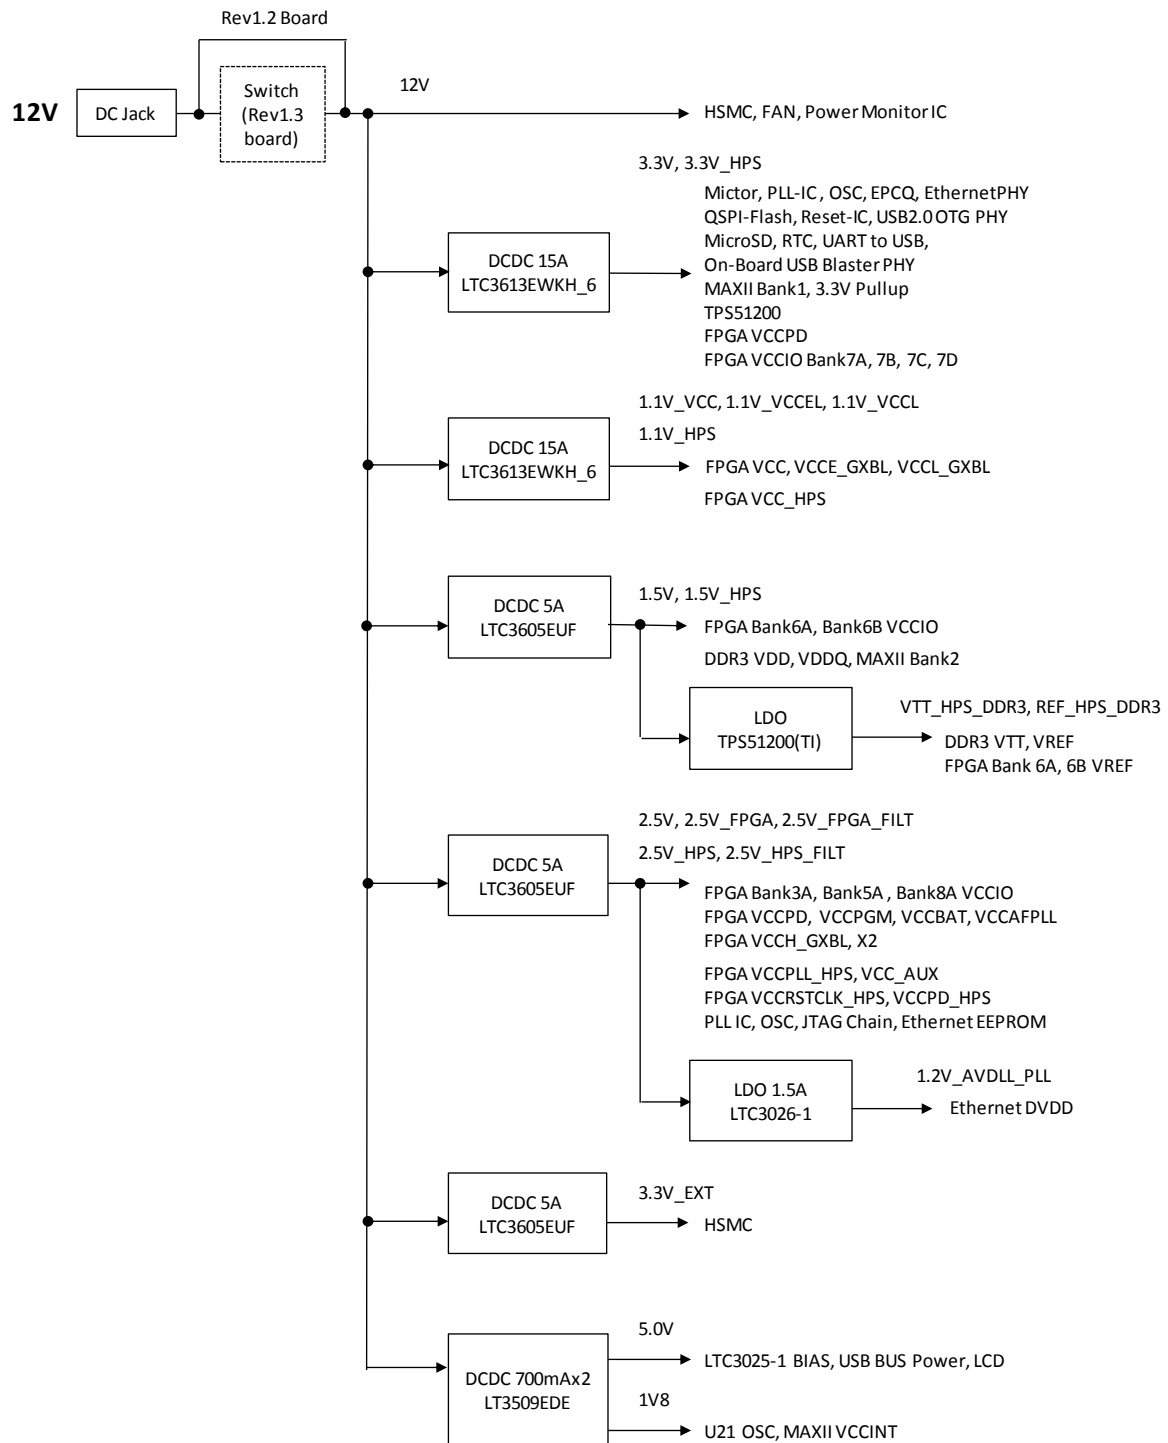 Rev1.2 Board
12V
DC Jack
Switch
(Rev1.3
board)
12V
HSMC, FAN, Power Monitor IC
3.3V, 3.3V_HPS
DCDC 15A
LTC3613EWKH_6
Mictor, PLL-IC , OSC, EPCQ, EthernetPHY
QSPI-Flash, Reset-IC, USB2.0 OTG PHY
MicroSD, RTC, UART to USB,
On-Board USB Blaster PHY
MAXII Bank1, 3.3V Pullup
TPS51200
FPGA VCCPD
FPGA VCCIO Bank7A, 7B, 7C, 7D
1.1V_VCC, 1.1V_VCCEL, 1.1V_VCCL
1.1V_HPS
DCDC 15A
LTC3613EWKH_6
FPGA VCC, VCCE_GXBL, VCCL_GXBL
FPGA VCC_HPS
DCDC 5A
LTC3605EUF
1.5V, 1.5V_HPS
FPGA Bank6A, Bank6B VCCIO
DDR3 VDD, VDDQ, MAXII Bank2
LDO
TPS51200(TI)
VTT_HPS_DDR3, REF_HPS_DDR3
DDR3 VTT, VREF
FPGA Bank 6A, 6B VREF
2.5V, 2.5V_FPGA, 2.5V_FPGA_FILT
2.5V_HPS, 2.5V_HPS_FILT
DCDC 5A
LTC3605EUF
FPGA Bank3A, Bank5A , Bank8A VCCIO
FPGA VCCPD, VCCPGM, VCCBAT, VCCAFPLL
FPGA VCCH_GXBL, X2
FPGA VCCPLL_HPS, VCC_AUX
FPGA VCCRSTCLK_HPS, VCCPD_HPS
PLL IC, OSC, JTAG Chain, Ethernet EEPROM
LDO 1.5A
LTC3026-1
1.2V_AVDLL_PLL
Ethernet DVDD
DCDC 5A
LTC3605EUF
3.3V_EXT
HSMC
DCDC 700mAx2
LT3509EDE
5.0V
LTC3025-1 BIAS, USB BUS Power, LCD
1V8
U21 OSC, MAXII VCCINT